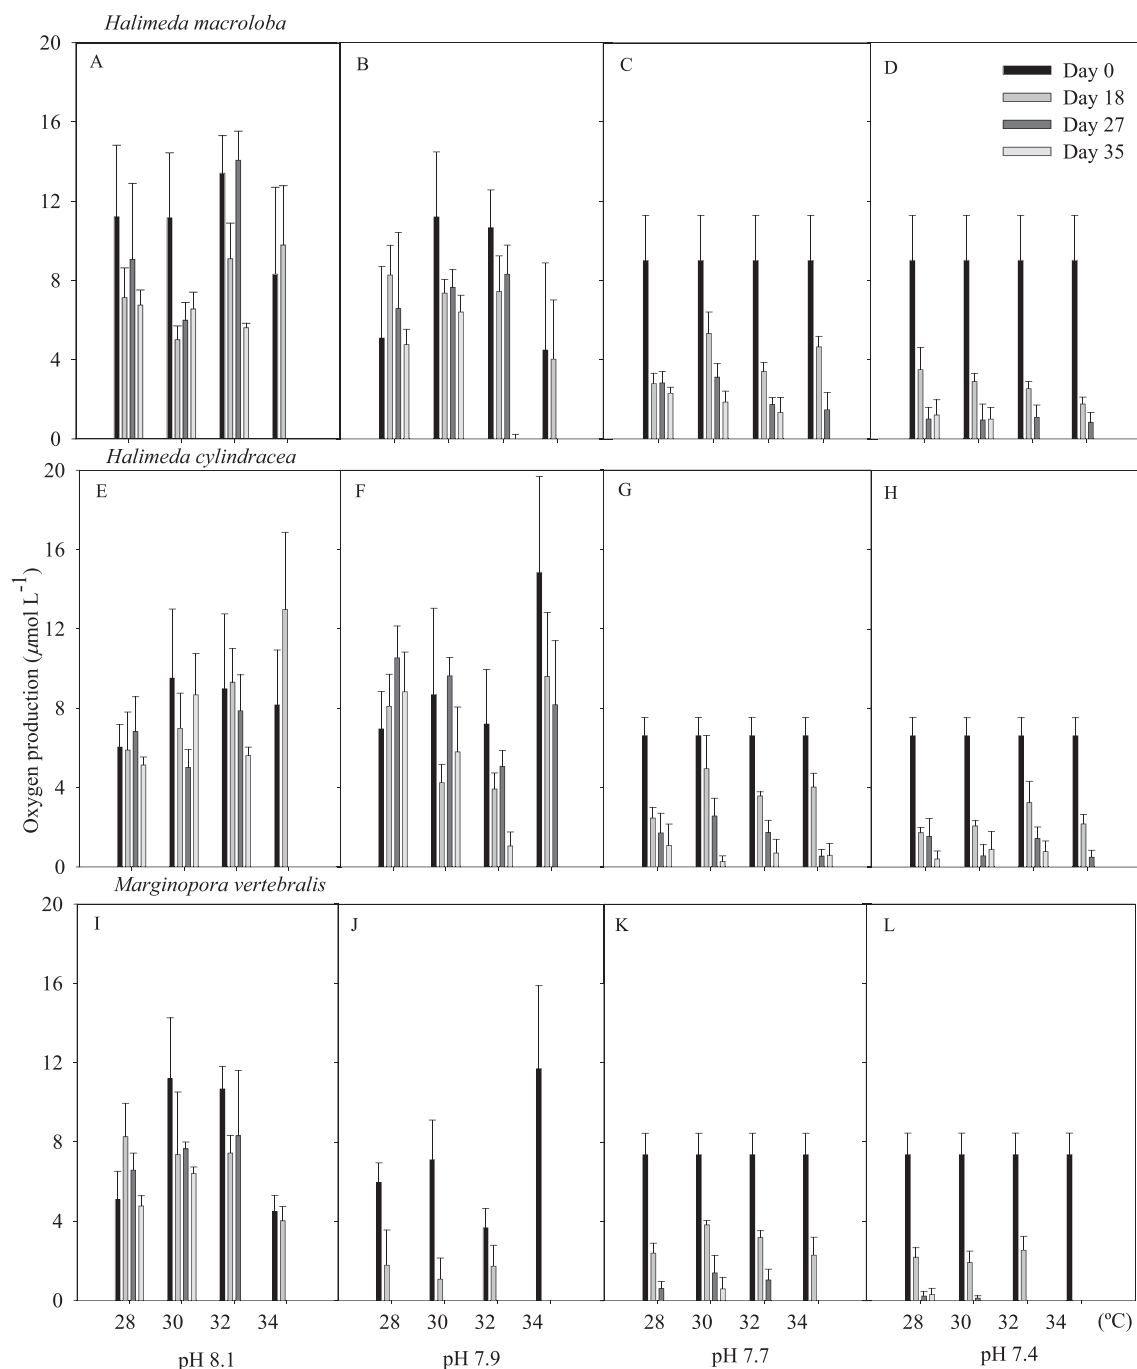 Halimeda macroloba
20
16
12
8
4
0
A
B
C
D
Day 0
Day 18
Day 27
Day 35
Halimeda cylindracea
20
16
12
8
4
0
E
F
G
H
Oxygen production (μmol L⁻¹)
Marginopora vertebralis
20
16
12
8
4
0
I
J
K
L
28 30 32 34 28 30 32 34 28 30 32 34 28 30 32 34 (ºC)
pH 8.1 pH 7.9 pH 7.7 pH 7.4